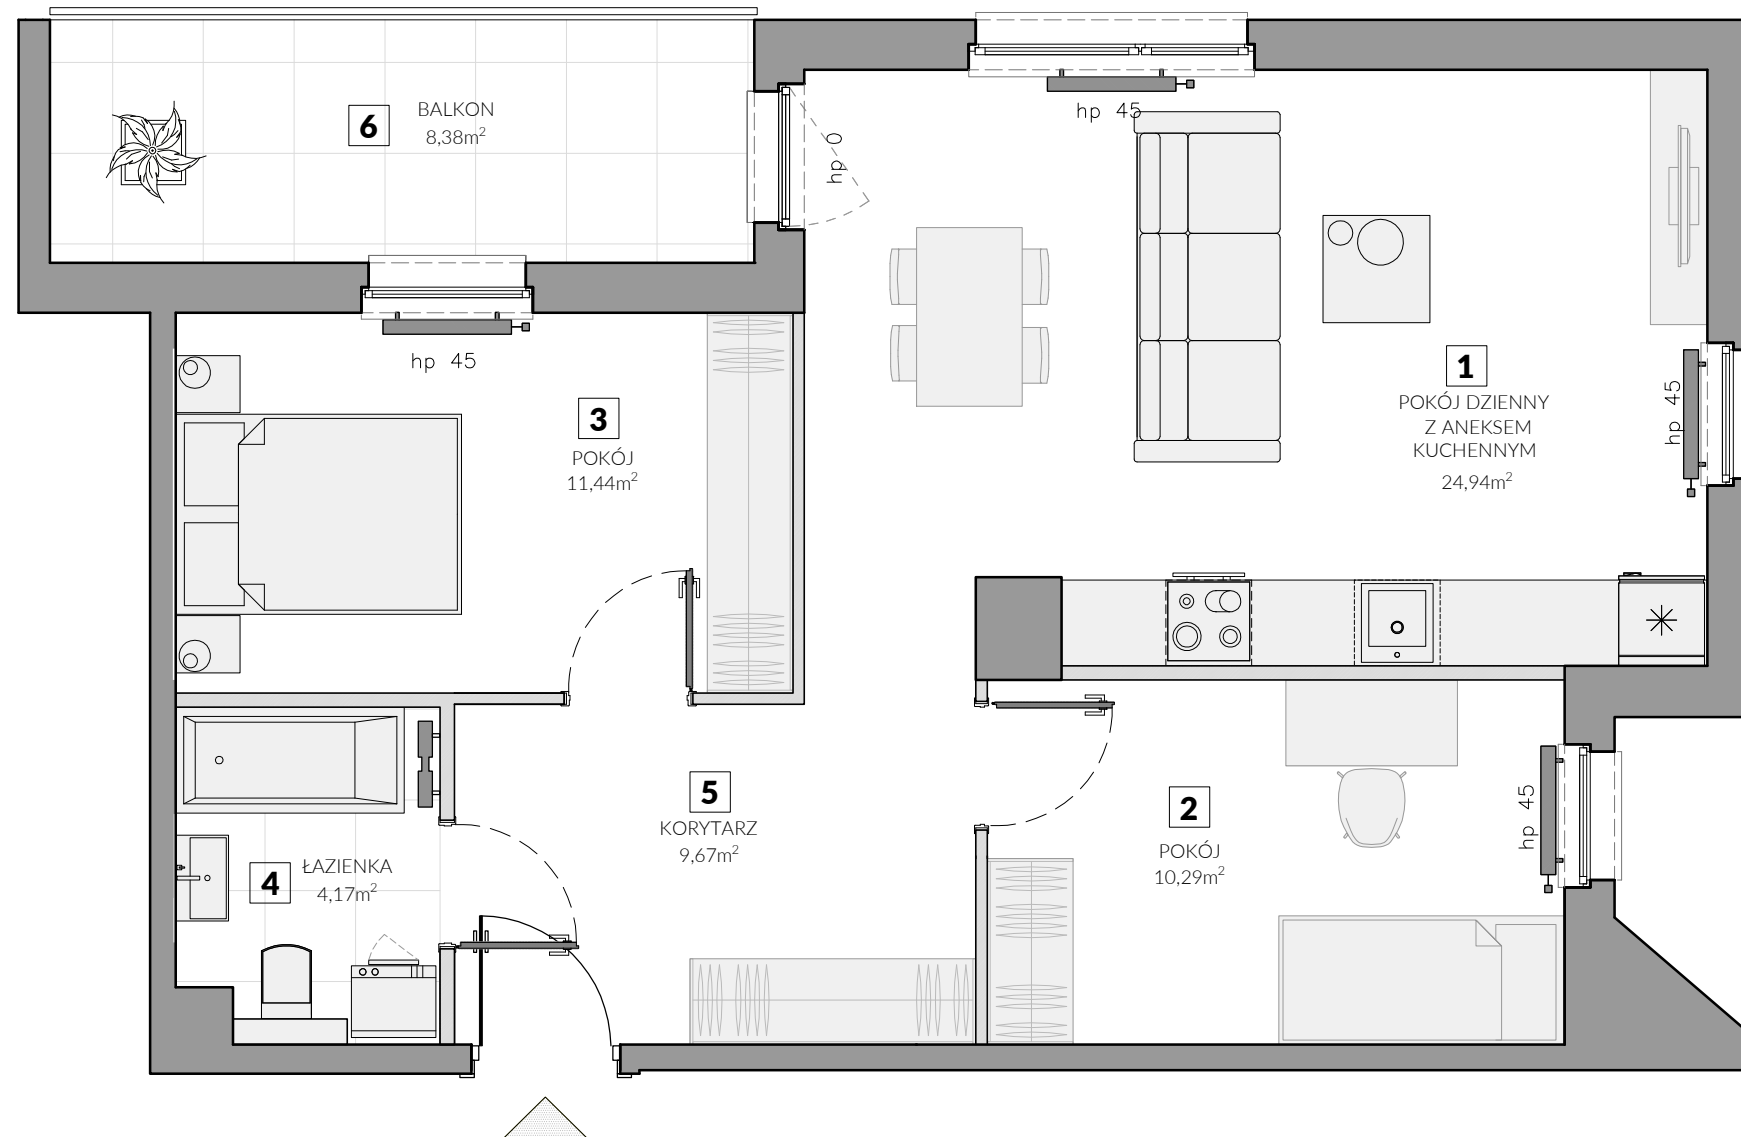 6
BALKON
8,38m²
hp 0
hp 45
hp 45
1
POKÓJ DZIENNY
Z ANEKSEM
KUCHENNYM
24,94m²
hp 45
3
POKÓJ
11,44m²
5
KORYTARZ
9,67m²
2
POKÓJ
10,29m²
hp 45
4
ŁAZIENKA
4,17m²